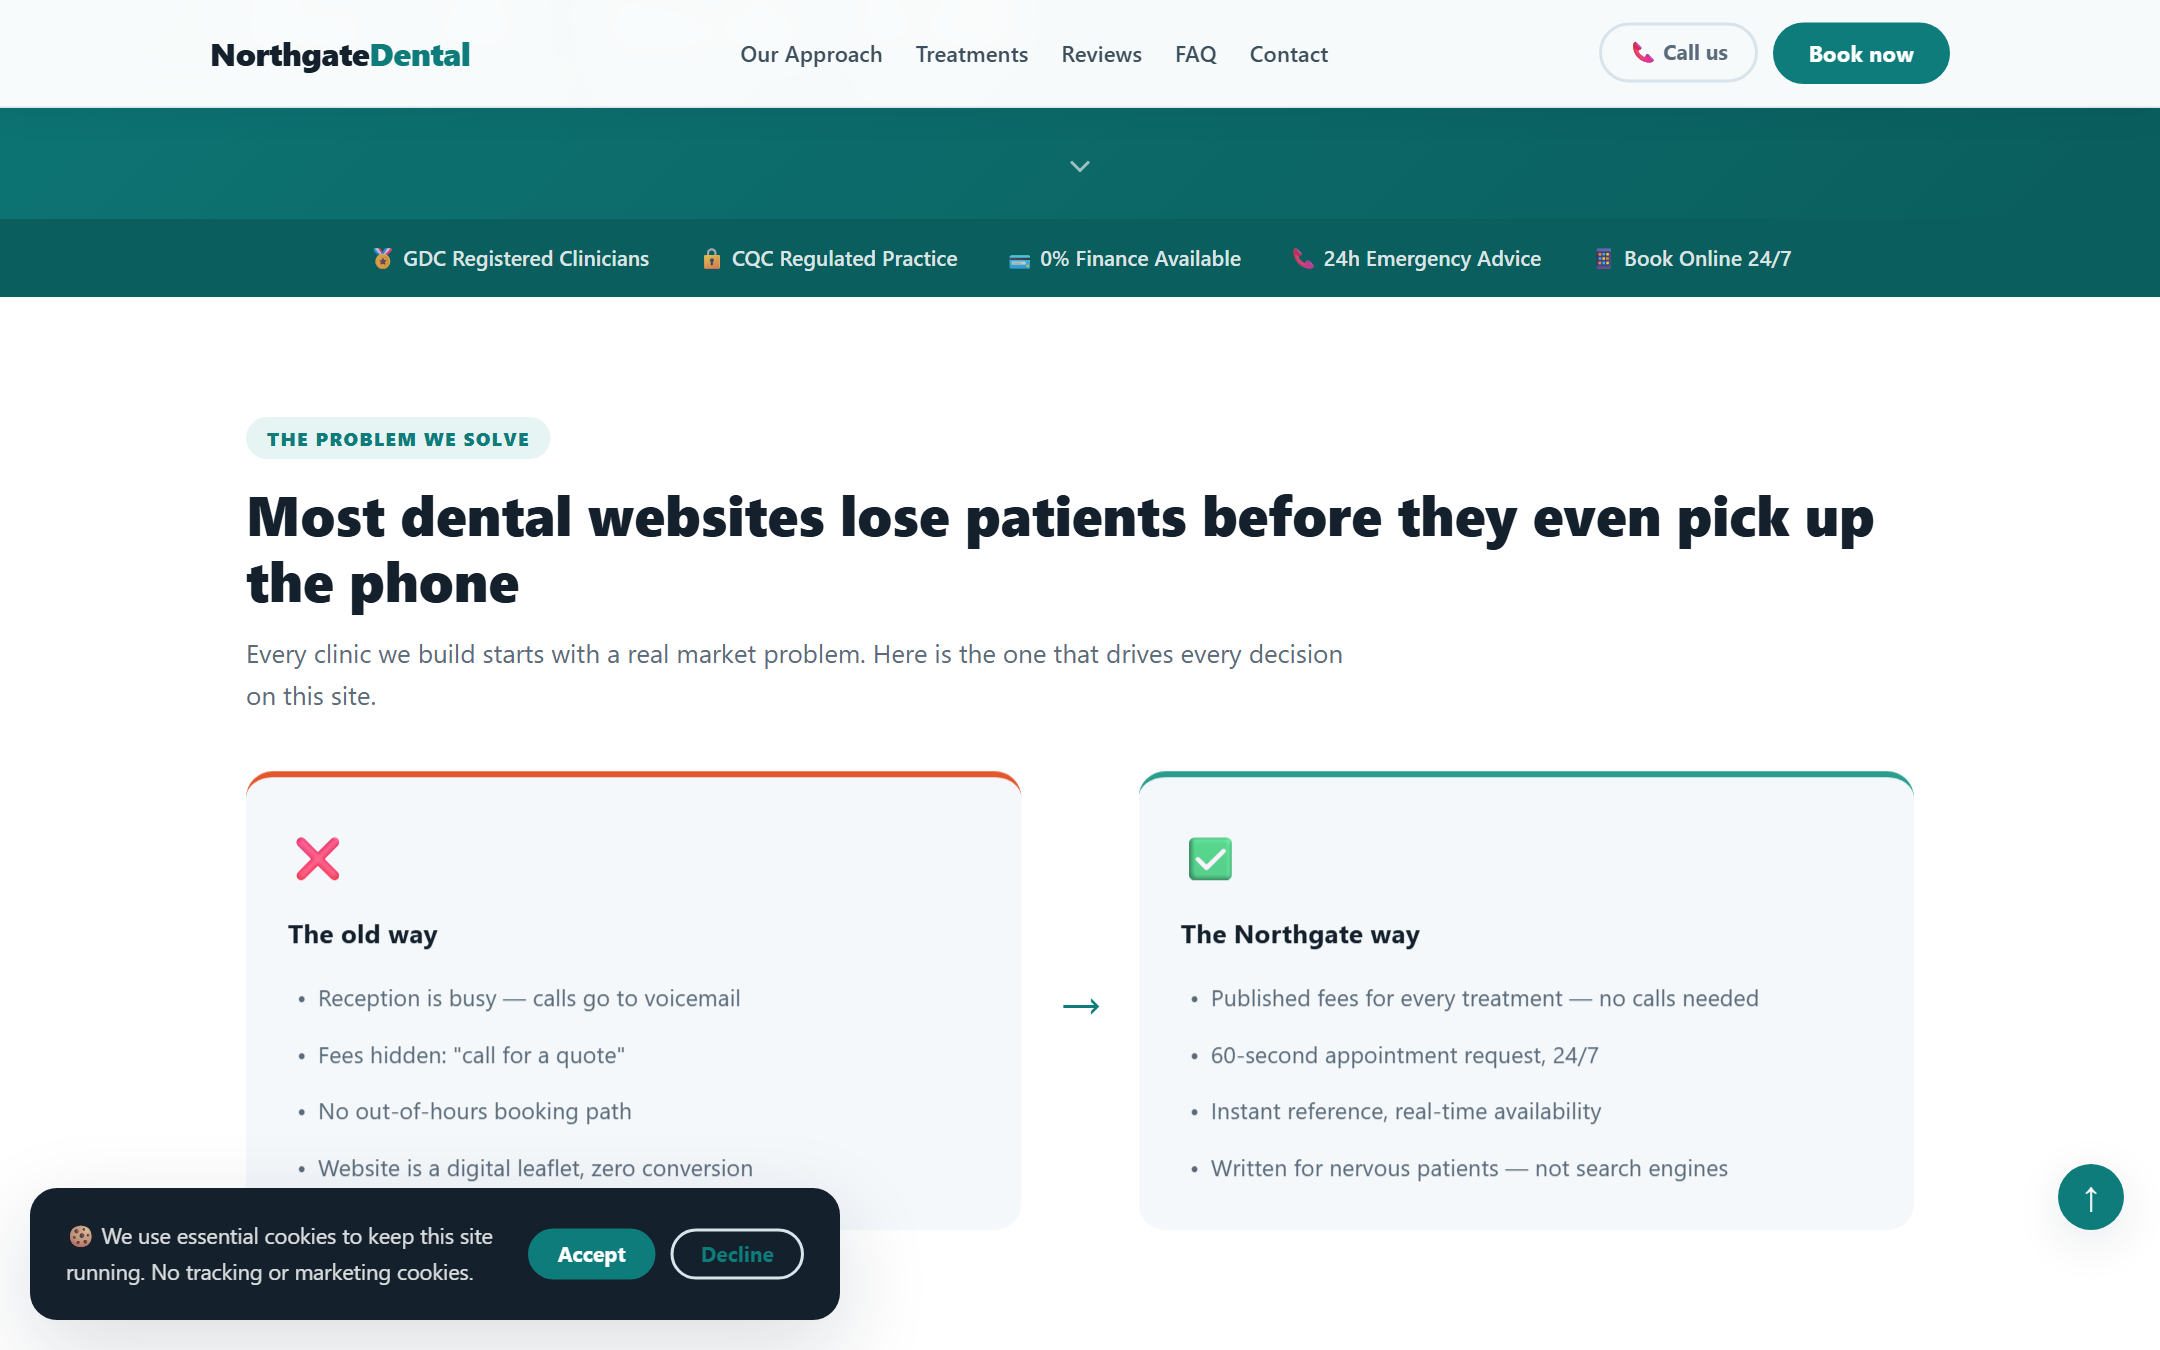 NorthgateDental
Our Approach Treatments Reviews FAQ Contact
Call us
Book now
GDC Registered Clinicians
CQC Regulated Practice
0% Finance Available
24h Emergency Advice
Book Online 24/7
THE PROBLEM WE SOLVE
Most dental websites lose patients before they even pick up
the phone
Every clinic we build starts with a real market problem. Here is the one that drives every decision
on this site.
The old way
• Reception is busy — calls go to voicemail
• Fees hidden: "call for a quote"
• No out-of-hours booking path
• Website is a digital leaflet, zero conversion
→
The Northgate way
• Published fees for every treatment — no calls needed
• 60-second appointment request, 24/7
• Instant reference, real-time availability
• Written for nervous patients — not search engines
We use essential cookies to keep this site
running. No tracking or marketing cookies.
Accept
Decline
↑